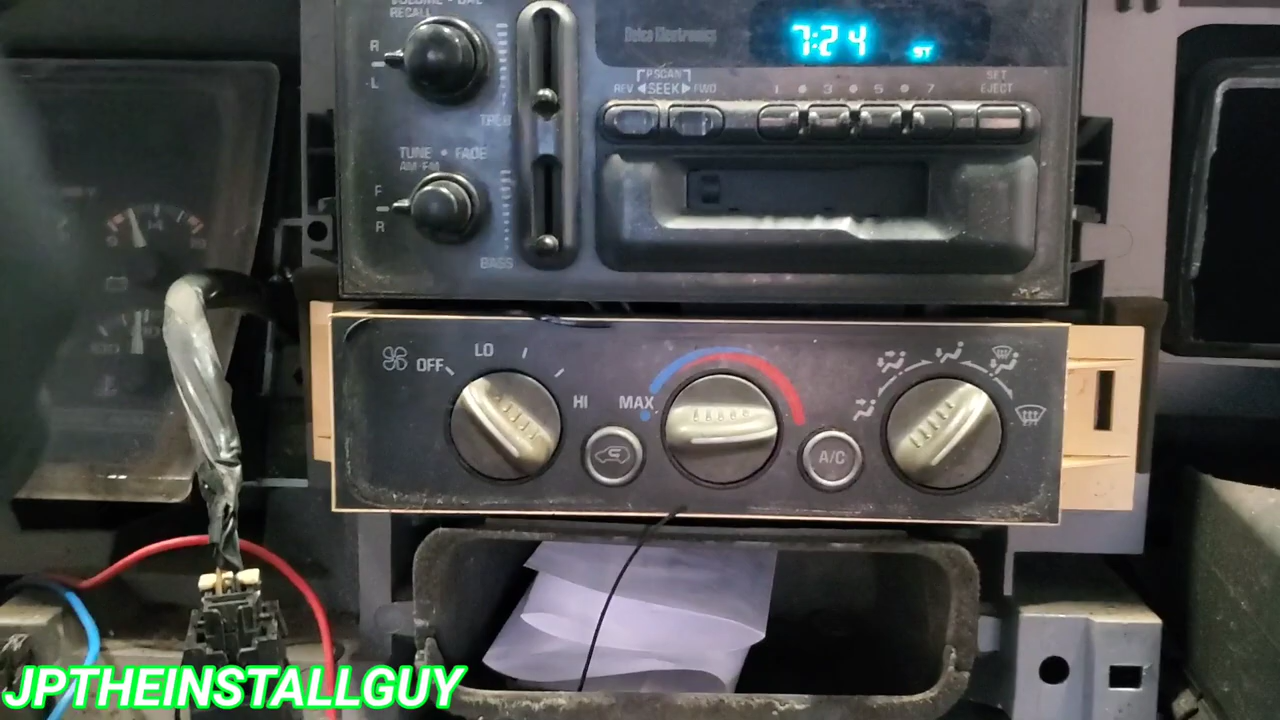 VOLUME • BAL
RECALL
R
L
Delco Electronics
7:24 ST
PSCAN
REV ◀SEEK▶ FWD
1 • 3 • 5 • 7
SET
EJECT
TREB
TUNE • FADE
AM-FM
F
R
BASS
OFF
LO
HI
MAX
A/C
JPTHEINSTALLGUY